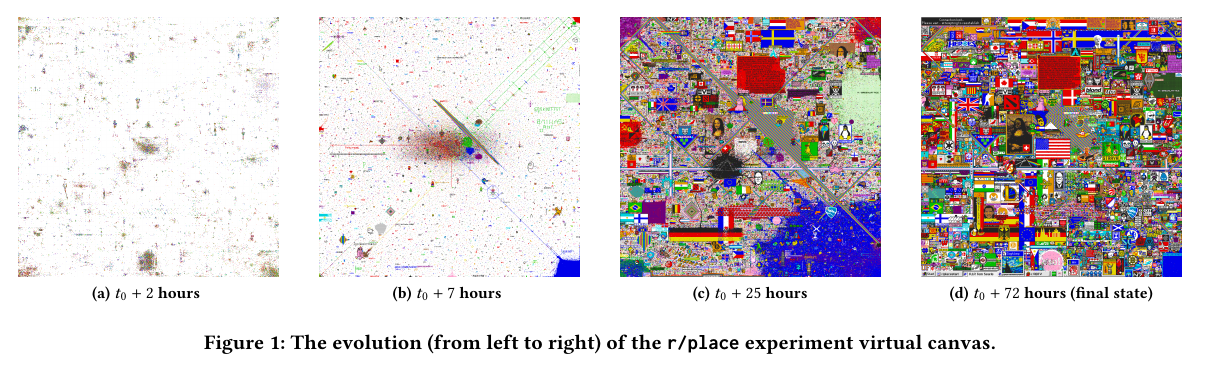 (a) t₀ + 2 hours
(b) t₀ + 7 hours
(c) t₀ + 25 hours
(d) t₀ + 72 hours (final state)
Figure 1: The evolution (from left to right) of the r/place experiment virtual canvas.